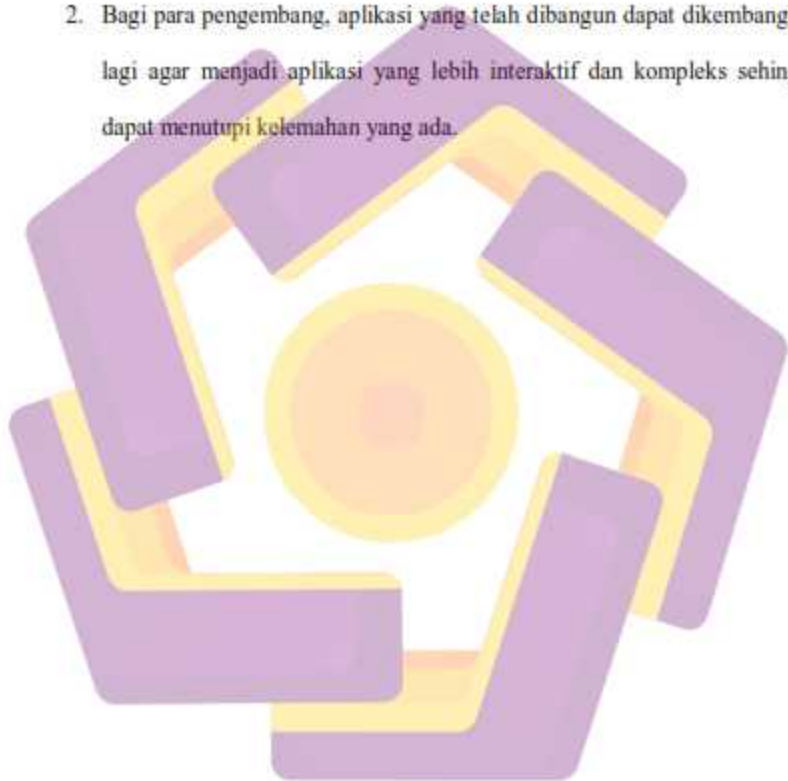 2. Bagi para pengembang, aplikasi yang telah dibangun dapat dikembang
lagi agar menjadi aplikasi yang lebih interaktif dan kompleks sehin
dapat menutupi kelemahan yang ada.